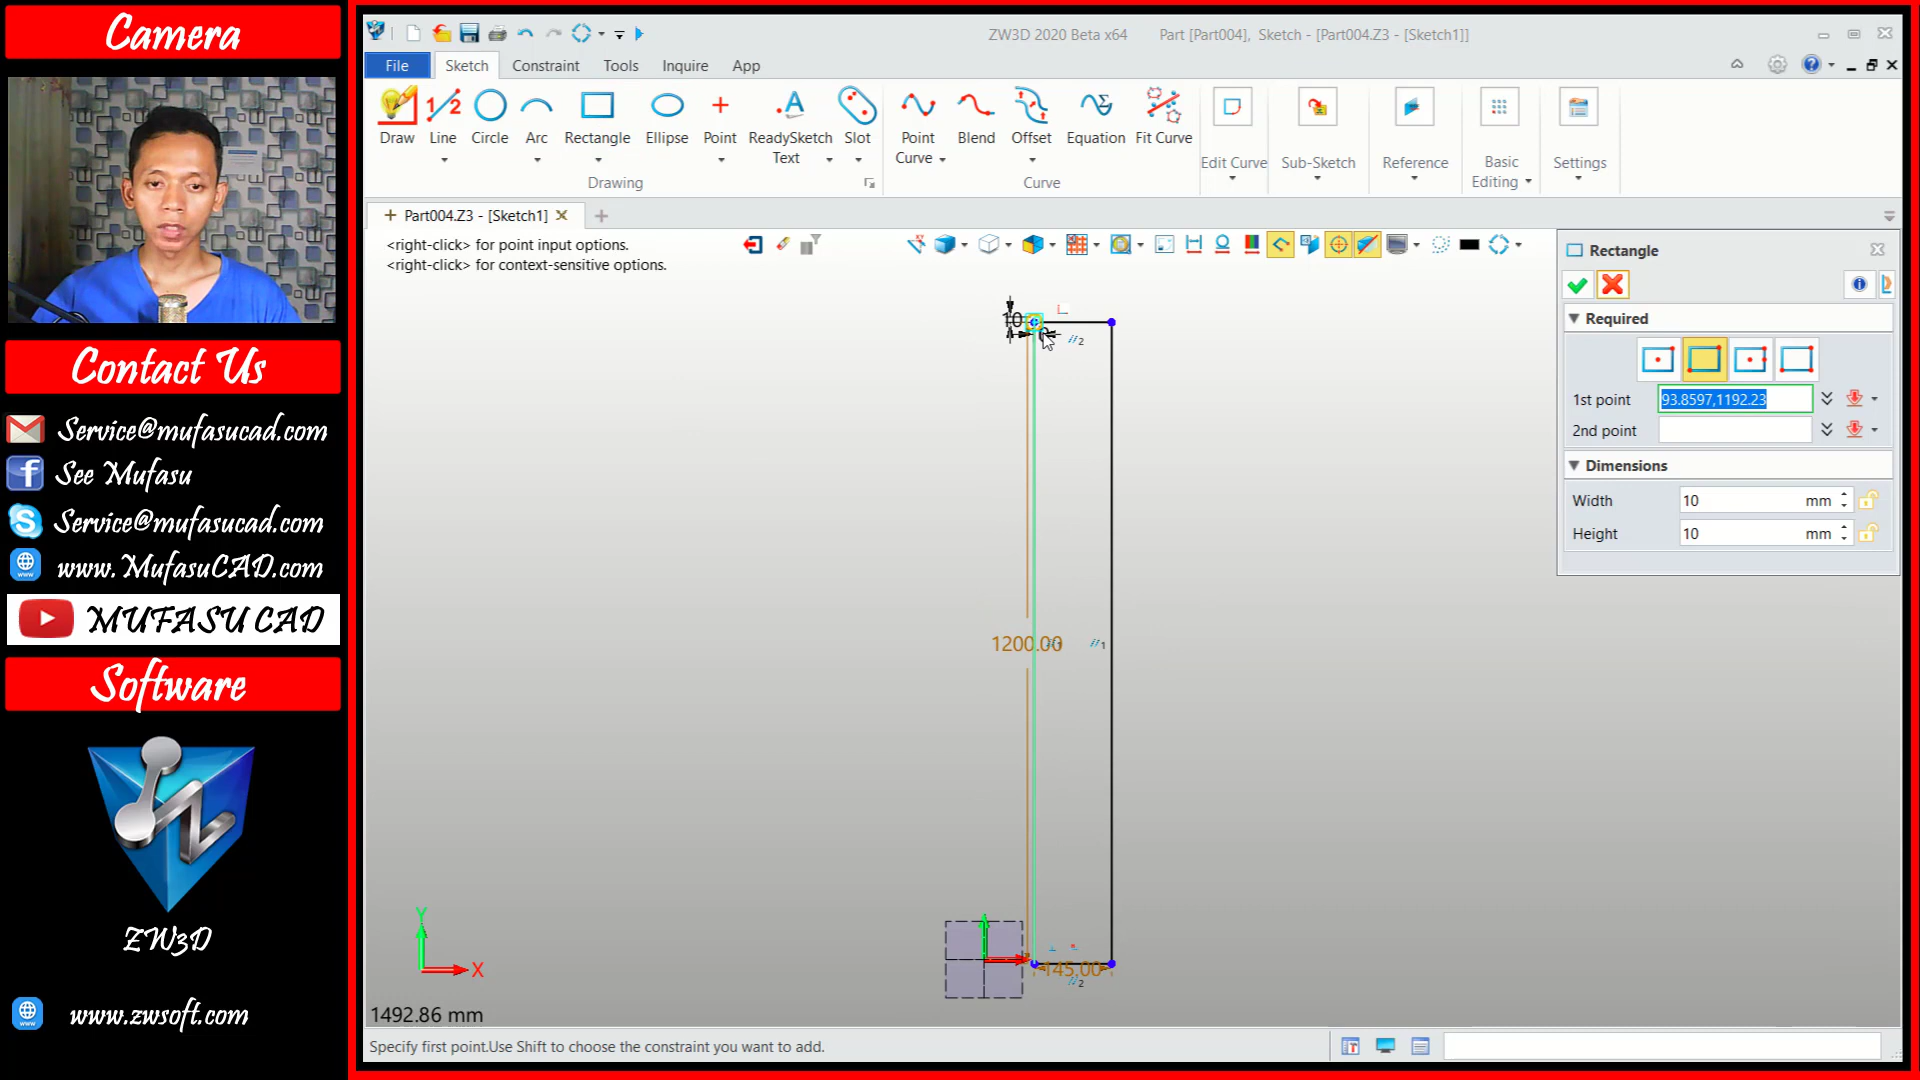 Camera
Contact Us
Service@mufasucad.com
See Mufasu
Service@mufasucad.com
www.MufasuCAD.com
MUFASU CAD
Software
ZW3D
www.zwsoft.com
ZW3D 2020 Beta x64 Part [Part004], Sketch - [Part004.Z3 - [Sketch1]]
File Sketch Constraint Tools Inquire App
Draw Line Circle Arc Rectangle Ellipse Point ReadySketch Text Slot Point Curve Blend Offset Equation Fit Curve Edit Curve Sub-Sketch Reference Basic Editing Settings
Drawing Curve
Part004.Z3 - [Sketch1]
<right-click> for point input options.
<right-click> for context-sensitive options.
Rectangle
Required
1st point 93.8597,1192.23
2nd point
Dimensions
Width 10 mm
Height 10 mm
10
1200.00
145.00
Y
X
1492.86 mm
Specify first point.Use Shift to choose the constraint you want to add.